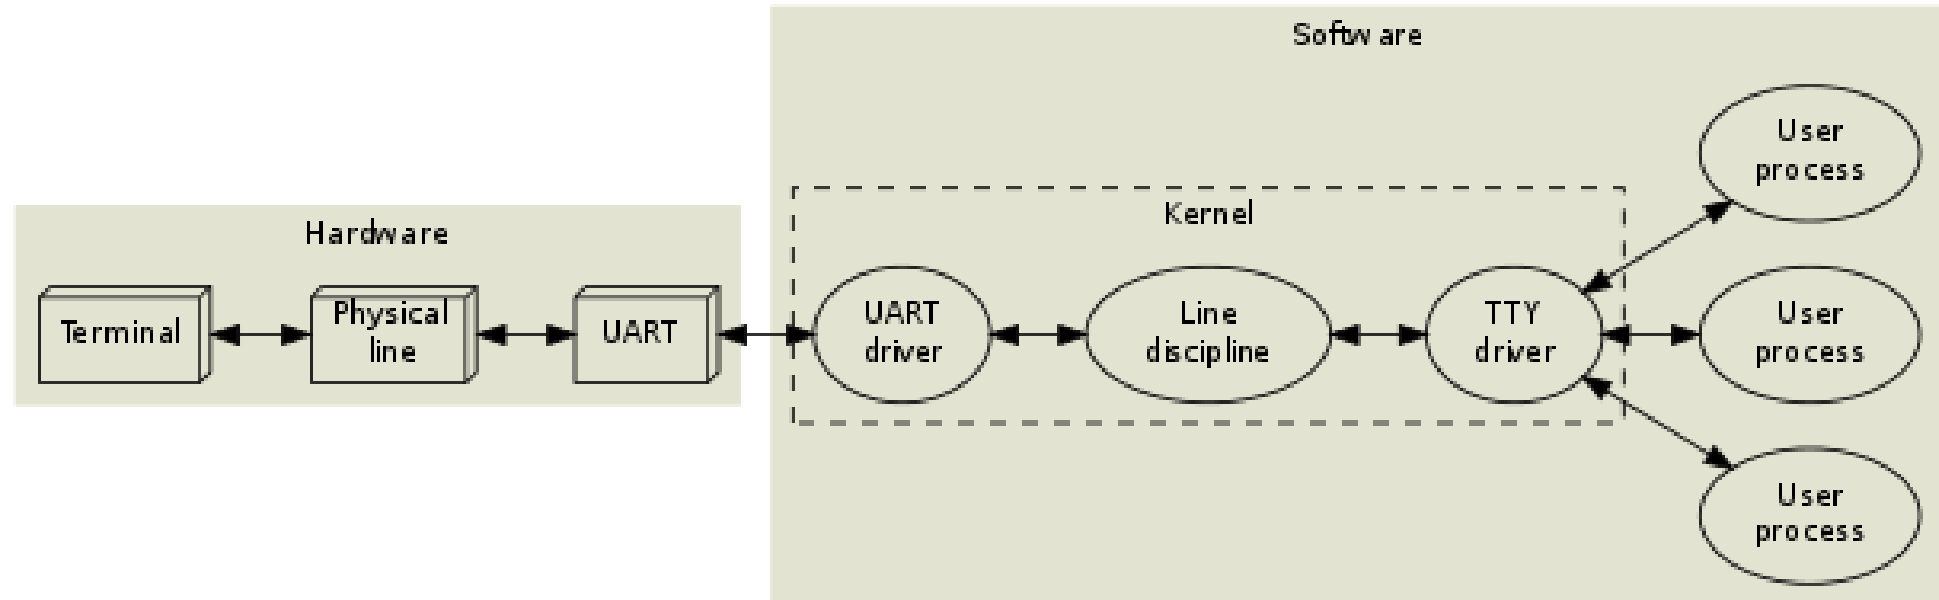 Software
Hardware
Kernel
Terminal
Physical
line
UART
UART
driver
Line
discipline
TTY
driver
User
process
User
process
User
process